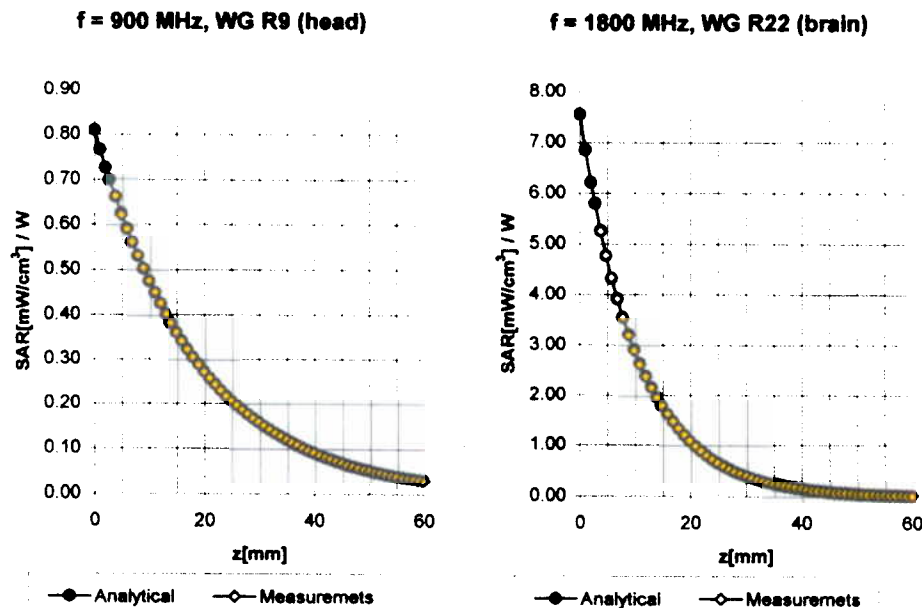 f = 900 MHz, WG R9 (head)
0.90
0.80
0.70
0.60
0.50
0.40
0.30
0.20
0.10
0.00
SAR[mW/cm³] / W
0 20 40 60
z[mm]
Analytical Measuremets
f = 1800 MHz, WG R22 (brain)
8.00
7.00
6.00
5.00
4.00
3.00
2.00
1.00
0.00
SAR[mW/cm³] / W
0 20 40 60
z[mm]
Analytical Measuremets